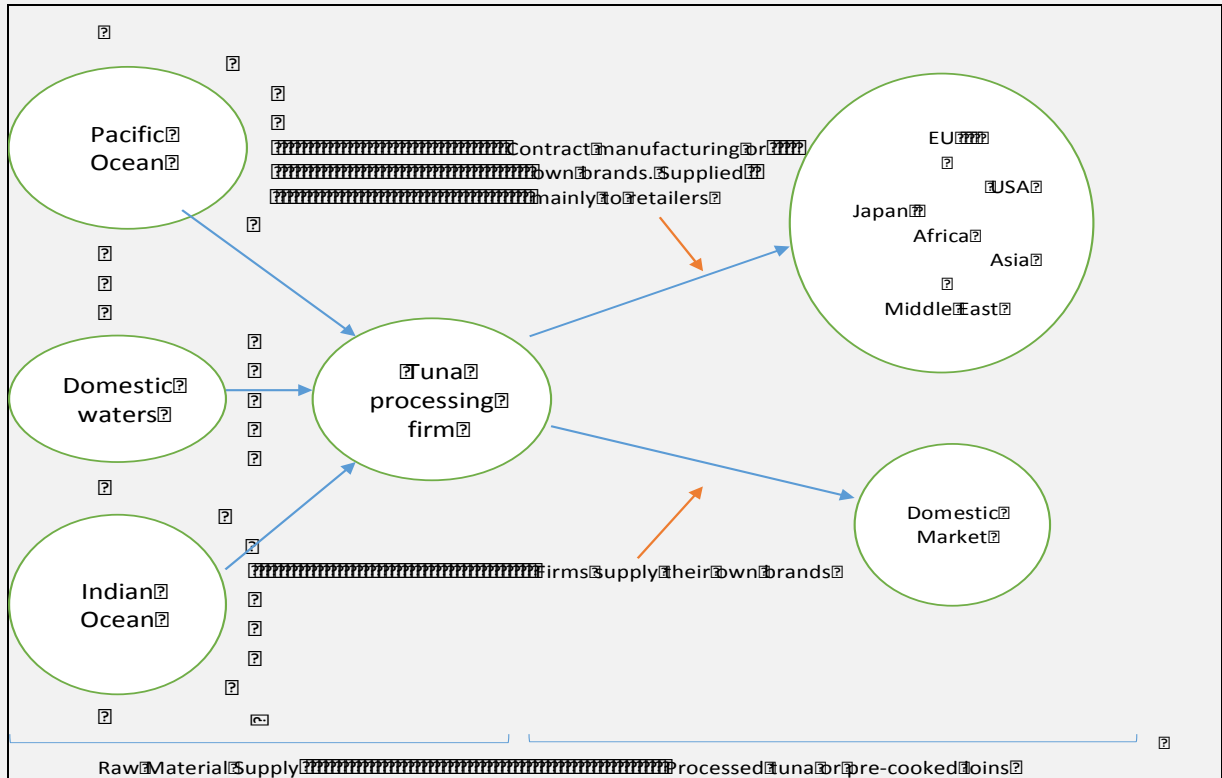 Pacific
Ocean
Contract manufacturing or
own brands. Supplied
mainly to retailers
EU
USA
Japan
Africa
Asia
Middle East
Domestic
waters
Tuna
processing
firm
Domestic
Market
Firms supply their own brands
Indian
Ocean
Raw Material Supply Processed tuna or pre-cooked loins